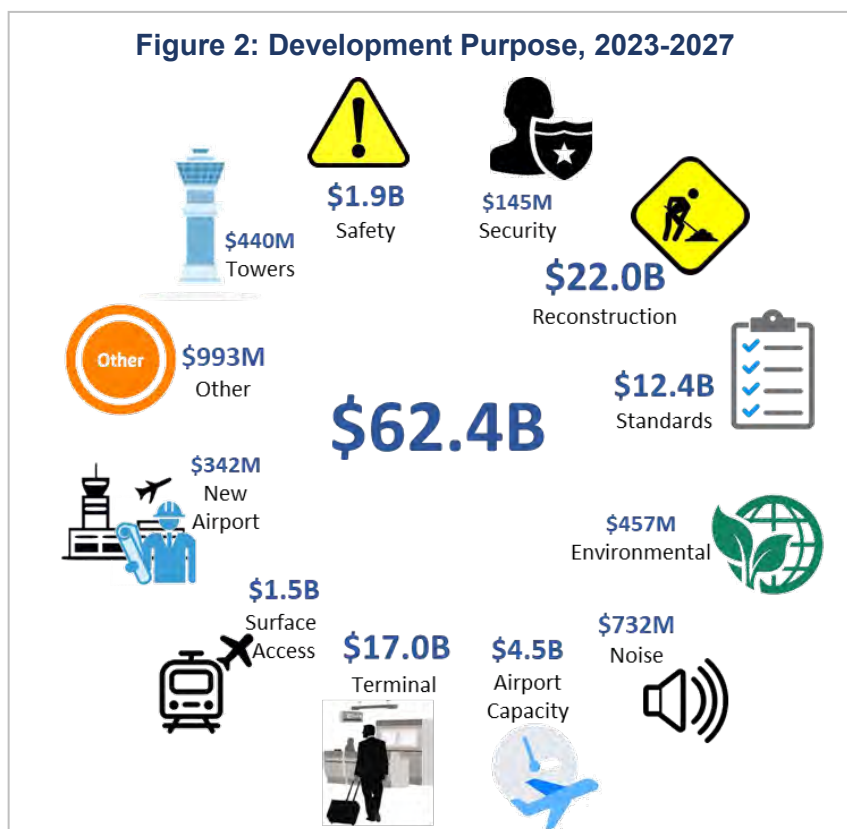 Figure 2: Development Purpose, 2023-2027
$1.9B
Safety
$145M
Security
$22.0B
Reconstruction
$12.4B
Standards
$457M
Environmental
$732M
Noise
$4.5B
Airport
Capacity
$17.0B
Terminal
$1.5B
Surface
Access
$342M
New
Airport
Other
$993M
Other
$440M
Towers
$62.4B